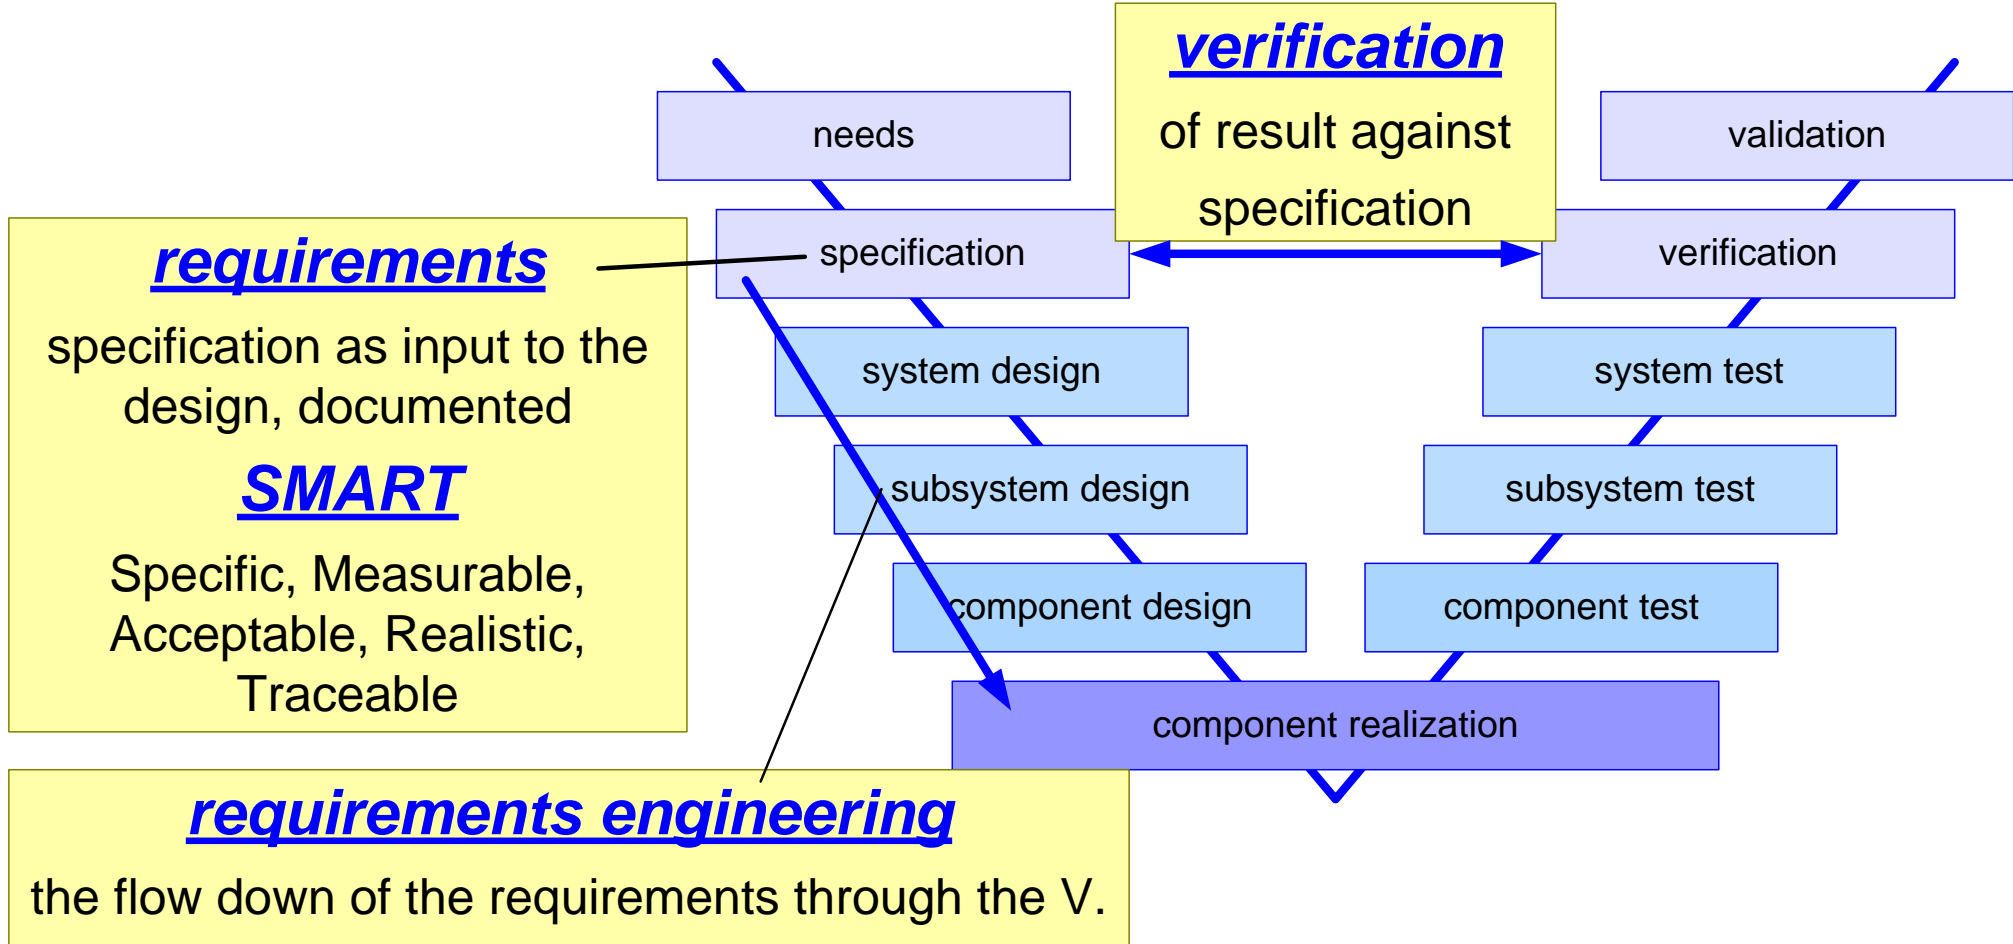 verification
of result against
specification
needs
validation
requirements
specification as input to the
design, documented
SMART
Specific, Measurable,
Acceptable, Realistic,
Traceable
specification
verification
system design
system test
subsystem design
subsystem test
component design
component test
component realization
requirements engineering
the flow down of the requirements through the V.